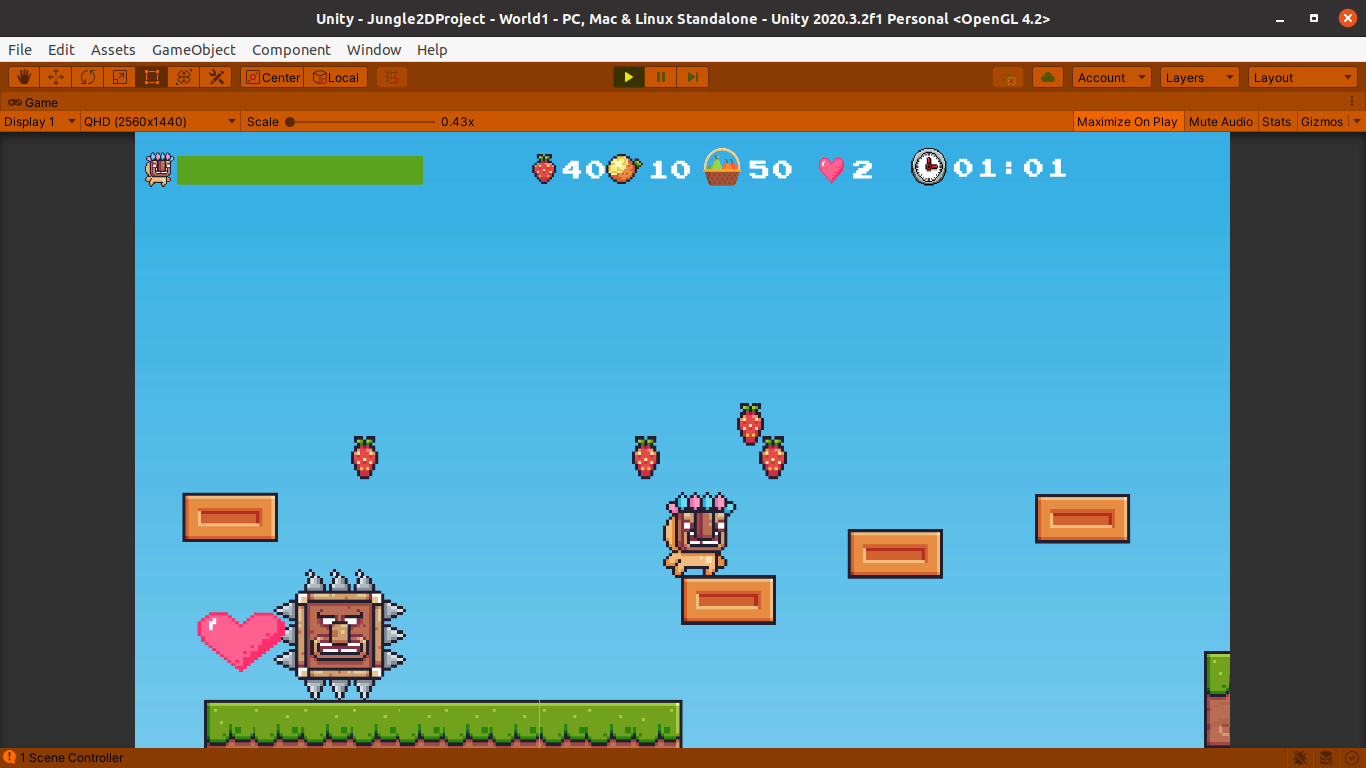 Unity - Jungle2DProject - World1 - PC, Mac & Linux Standalone - Unity 2020.3.2f1 Personal <OpenGL 4.2>
File Edit Assets GameObject Component Window Help
Center Local Account Layers Layout
Game
Display 1 QHD (2560x1440) Scale 0.43x Maximize On Play Mute Audio Stats Gizmos
40 10 50 2 01:01
1 Scene Controller